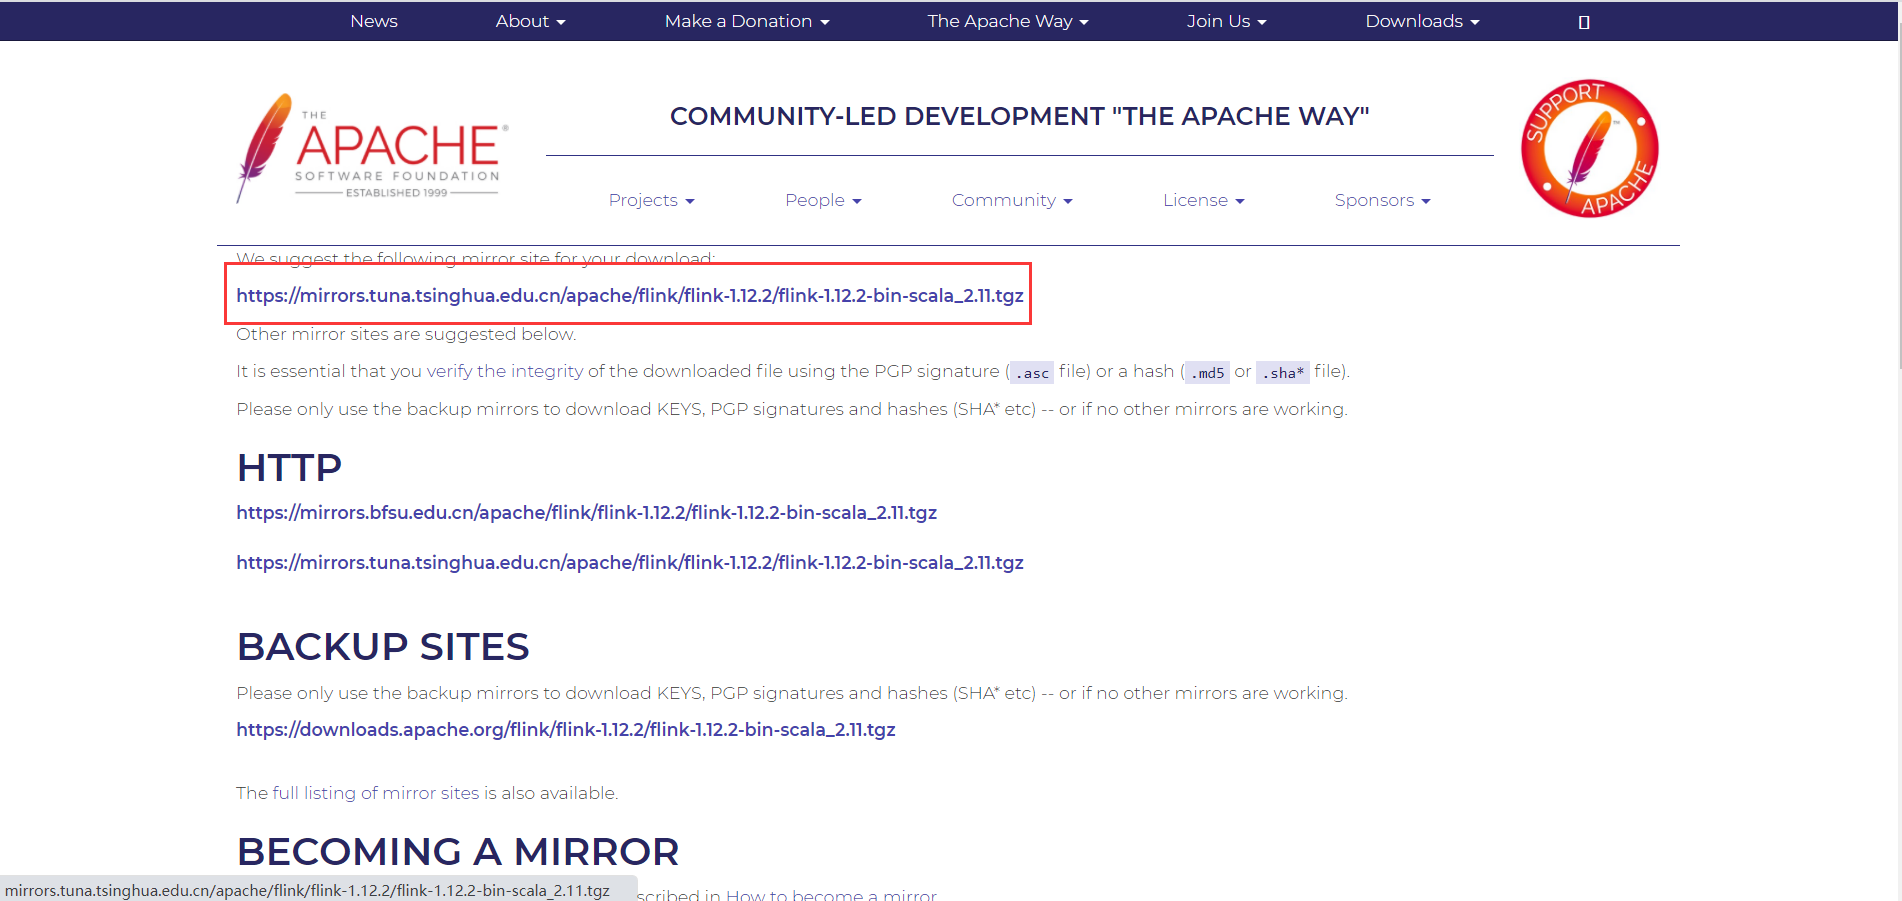 News About Make a Donation The Apache Way Join Us Downloads
THE
APACHE®
SOFTWARE FOUNDATION
ESTABLISHED 1999
COMMUNITY-LED DEVELOPMENT "THE APACHE WAY"
SUPPORT
APACHE
Projects People Community License Sponsors
We suggest the following mirror site for your download:
https://mirrors.tuna.tsinghua.edu.cn/apache/flink/flink-1.12.2/flink-1.12.2-bin-scala_2.11.tgz
Other mirror sites are suggested below.
It is essential that you verify the integrity of the downloaded file using the PGP signature (.asc file) or a hash (.md5 or .sha* file).
Please only use the backup mirrors to download KEYS, PGP signatures and hashes (SHA* etc) -- or if no other mirrors are working.
HTTP
https://mirrors.bfsu.edu.cn/apache/flink/flink-1.12.2/flink-1.12.2-bin-scala_2.11.tgz
https://mirrors.tuna.tsinghua.edu.cn/apache/flink/flink-1.12.2/flink-1.12.2-bin-scala_2.11.tgz
BACKUP SITES
Please only use the backup mirrors to download KEYS, PGP signatures and hashes (SHA* etc) -- or if no other mirrors are working.
https://downloads.apache.org/flink/flink-1.12.2/flink-1.12.2-bin-scala_2.11.tgz
The full listing of mirror sites is also available.
BECOMING A MIRROR
scribed in How to become a mirror
mirrors.tuna.tsinghua.edu.cn/apache/flink/flink-1.12.2/flink-1.12.2-bin-scala_2.11.tgz